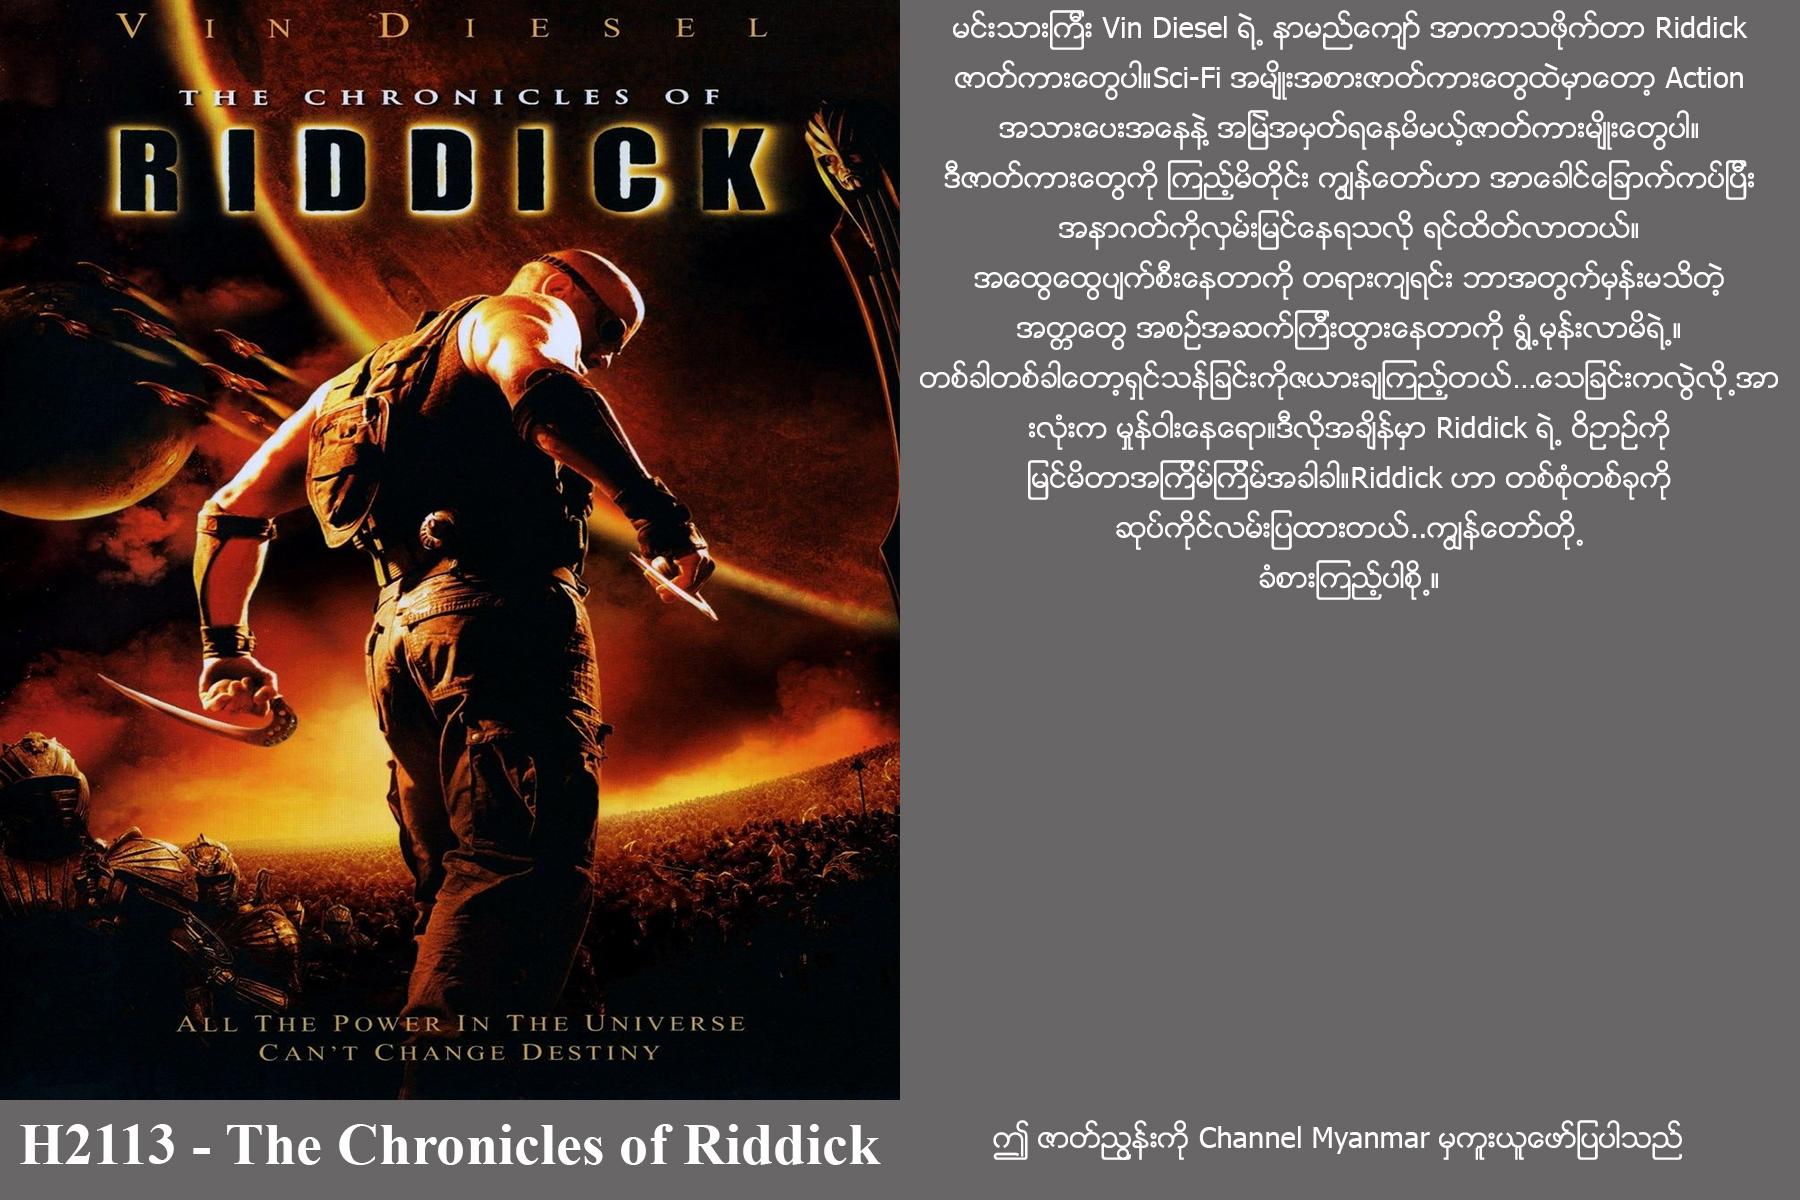 VIN DIESEL
THE CHRONICLES OF
RIDDICK
ALL THE POWER IN THE UNIVERSE
CAN'T CHANGE DESTINY
H2113 - The Chronicles of Riddick
မင်းသားကြီး Vin Diesel ရဲ့ နာမည်ကျော် အာကာသဖိုက်တာ Riddick
ဇာတ်ကားတွေပါ။Sci-Fi အမျိုးအစားဇာတ်ကားတွေထဲမှာတော့ Action
အသားပေးအနေနဲ့ အမြဲအမှတ်ရနေမိမယ့်ဇာတ်ကားမျိုးတွေပါ။
ဒီဇာတ်ကားတွေကို ကြည့်မိတိုင်း ကျွန်တော်ဟာ အာခေါင်ခြောက်ကပ်ပြီး
အနာဂတ်ကိုလှမ်းမြင်နေရသလို ရင်ထိတ်လာတယ်။
အထွေထွေပျက်စီးနေတာကို တရားကျရင်း ဘာအတွက်မှန်းမသိတဲ့
အတ္တတွေ အစဉ်အဆက်ကြီးထွားနေတာကို ရွံ့မုန်းလာမိရဲ့။
တစ်ခါတစ်ခါတော့ရှင်သန်ခြင်းကိုဇယားချကြည့်တယ်...သေခြင်းကလွဲလို့အာ
းလုံးက မှုန်ဝါးနေရော။ဒီလိုအချိန်မှာ Riddick ရဲ့ ဝိဉာဉ်ကို
မြင်မိတာအကြိမ်ကြိမ်အခါခါ။Riddick ဟာ တစ်စုံတစ်ခုကို
ဆုပ်ကိုင်လမ်းပြထားတယ်..ကျွန်တော်တို့
ခံစားကြည့်ပါစို့။
ဤ ဇာတ်ညွှန်းကို Channel Myanmar မှကူးယူဖော်ပြပါသည်